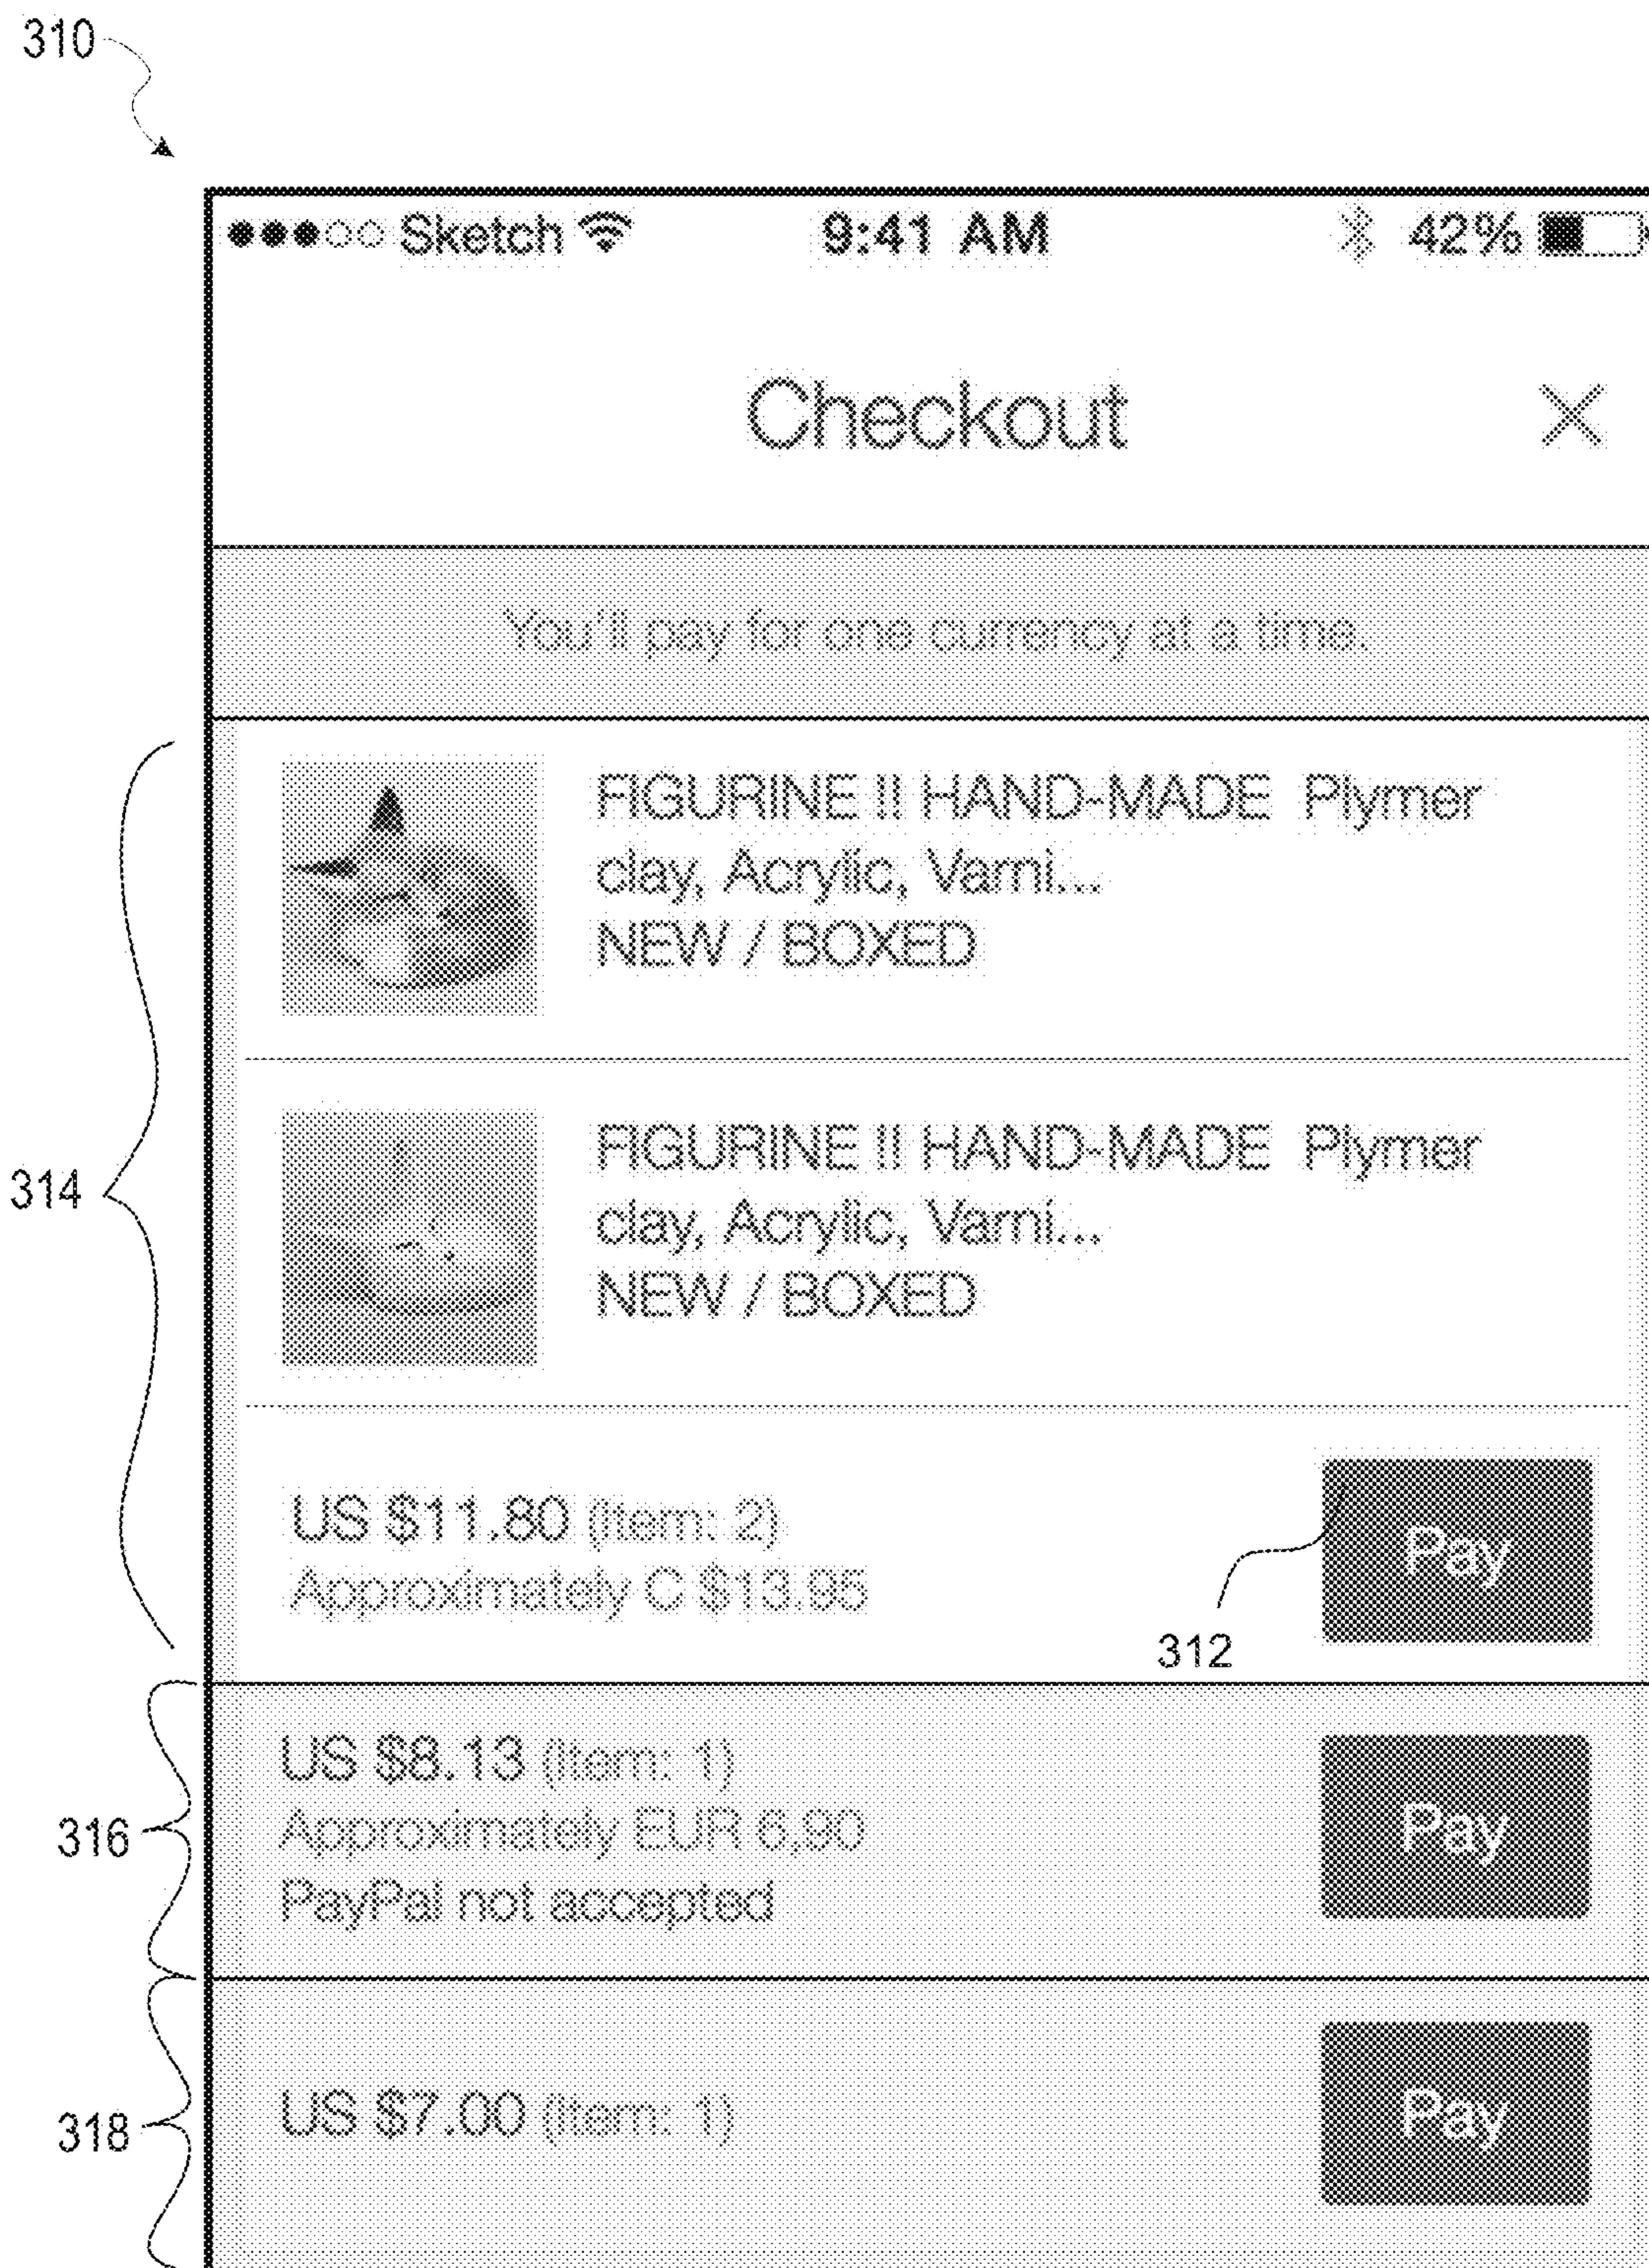 310
Sketch 9:41 AM 42%
Checkout
You'll pay for one currency at a time.
FIGURINE !! HAND-MADE Plymer
clay, Acrylic, Varni...
NEW / BOXED
314
FIGURINE !! HAND-MADE Plymer
clay, Acrylic, Varni...
NEW / BOXED
US $11.80 (Item: 2)
Approximately C $13.95
Pay
312
316
US $8.13 (Item: 1)
Approximately EUR 6,90
PayPal not accepted
Pay
318
US $7.00 (Item: 1)
Pay